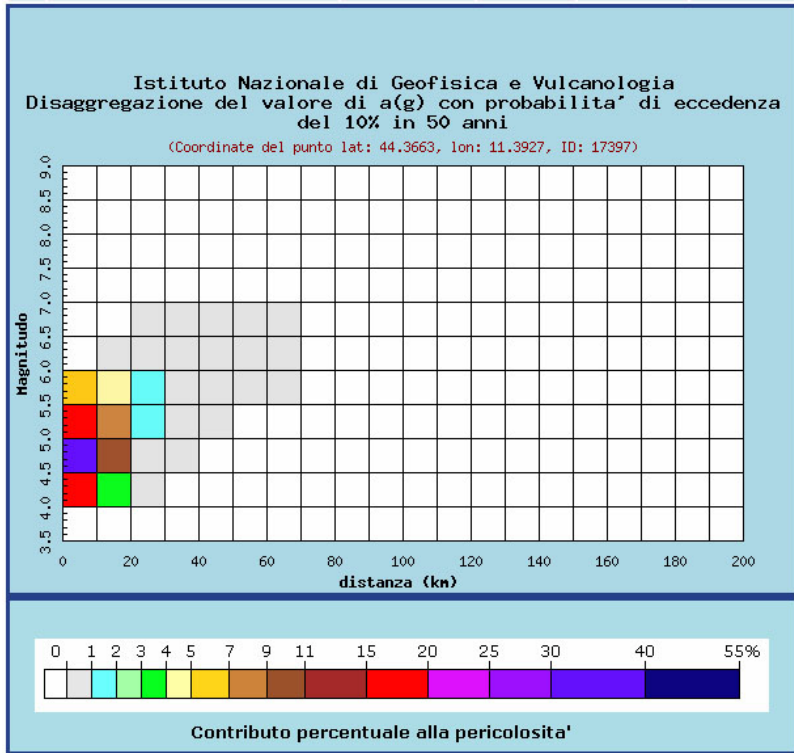 Istituto Nazionale di Geofisica e Vulcanologia
Disaggregazione del valore di a(g) con probabilita´ di eccedenza
del 10% in 50 anni
(Coordinate del punto lat: 44.3663, lon: 11.3927, ID: 17397)
9.0
8.5
8.0
7.5
7.0
6.5
6.0
5.5
5.0
4.5
4.0
3.5
Magnitudo
0 20 40 60 80 100 120 140 160 180 200
distanza (km)
0 1 2 3 4 5 7 9 11 15 20 25 30 40 55%
Contributo percentuale alla pericolosita'